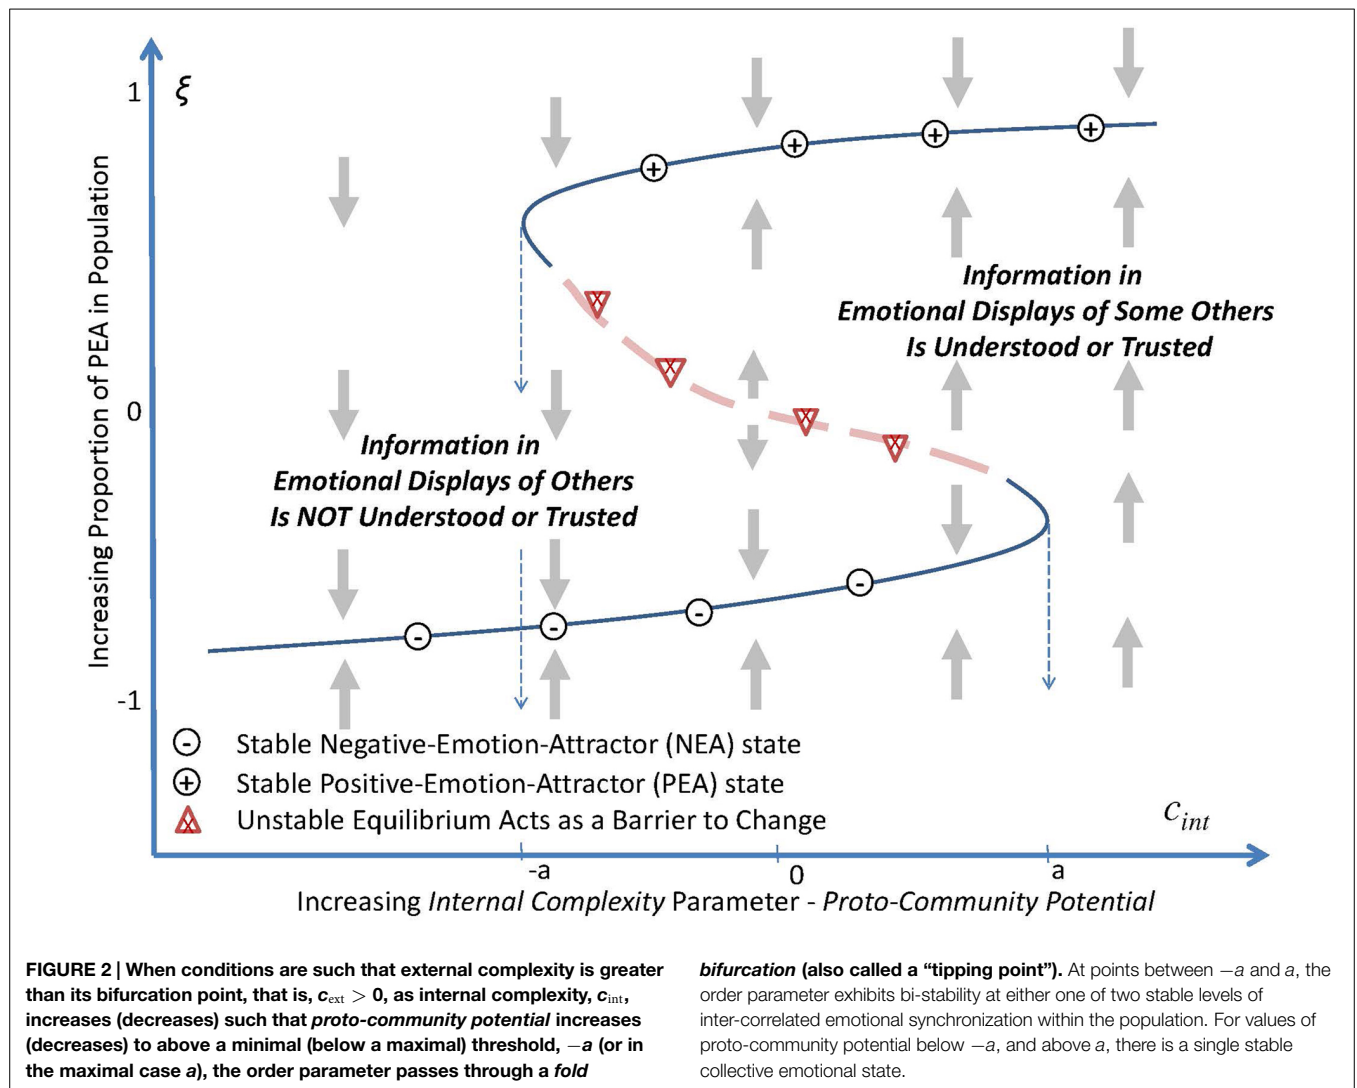 1
ξ
Increasing Proportion of PEA in Population
Information in
Emotional Displays of Some Others
Is Understood or Trusted
0
Information in
Emotional Displays of Others
Is NOT Understood or Trusted
-1
+ + + +
- - - -
- Stable Negative-Emotion-Attractor (NEA) state
+ Stable Positive-Emotion-Attractor (PEA) state
Unstable Equilibrium Acts as a Barrier to Change
c_int
-a 0 a
Increasing Internal Complexity Parameter - Proto-Community Potential
FIGURE 2 | When conditions are such that external complexity is greater
than its bifurcation point, that is, c_ext > 0, as internal complexity, c_int,
increases (decreases) such that proto-community potential increases
(decreases) to above a minimal (below a maximal) threshold, −a (or in
the maximal case a), the order parameter passes through a fold
bifurcation (also called a “tipping point”). At points between −a and a, the
order parameter exhibits bi-stability at either one of two stable levels of
inter-correlated emotional synchronization within the population. For values of
proto-community potential below −a, and above a, there is a single stable
collective emotional state.